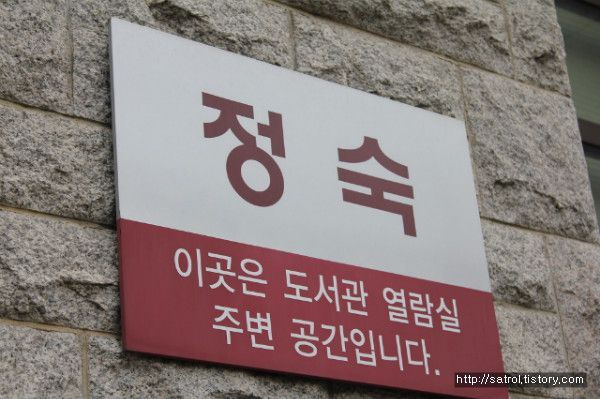 정숙
이곳은 도서관 열람실
주변 공간입니다.
http://satrol.tistory.com